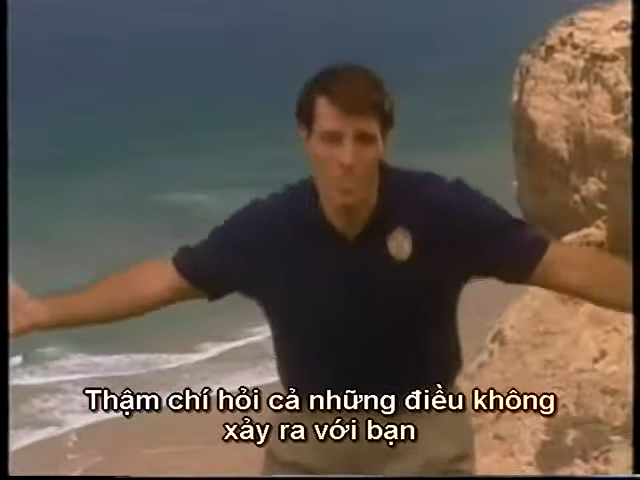 Thậm chí hỏi cả những điều không
xảy ra với bạn